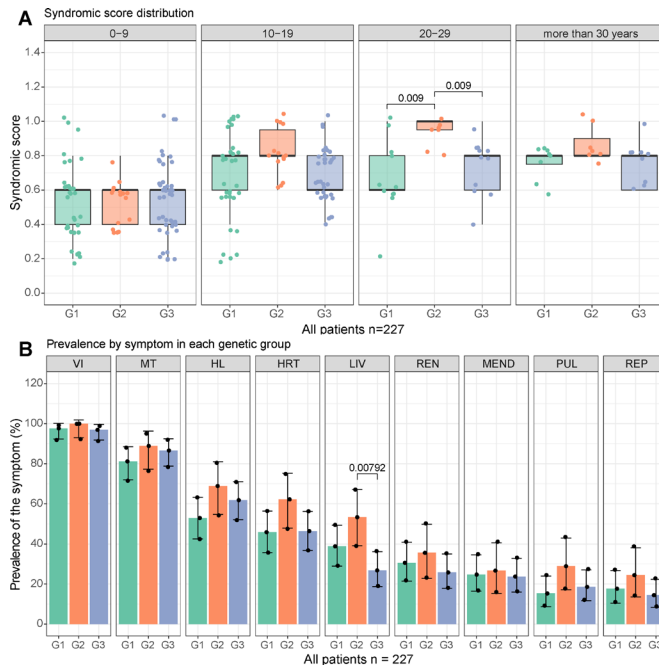 A Syndromic score distribution
0−9 10−19 20−29 more than 30 years
Syndromic score
1.4
1.2
1.0
0.8
0.6
0.4
0.2
0.0
0.009 0.009
G1 G2 G3 G1 G2 G3 G1 G2 G3 G1 G2 G3
All patients n=227
B Prevalence by symptom in each genetic group
VI MT HL HRT LIV REN MEND PUL REP
Prevalence of the symptom (%)
120
100
80
60
40
20
0
0.00792
G1 G2 G3 G1 G2 G3 G1 G2 G3 G1 G2 G3 G1 G2 G3 G1 G2 G3 G1 G2 G3 G1 G2 G3 G1 G2 G3
All patients n = 227